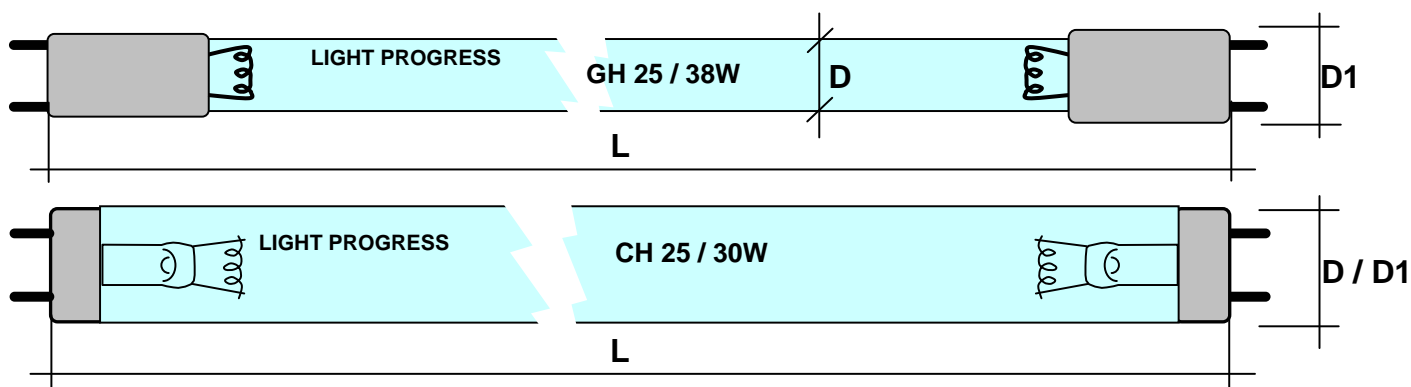 LIGHT PROGRESS
GH 25 / 38W
D
D1
L
LIGHT PROGRESS
CH 25 / 30W
D / D1
L